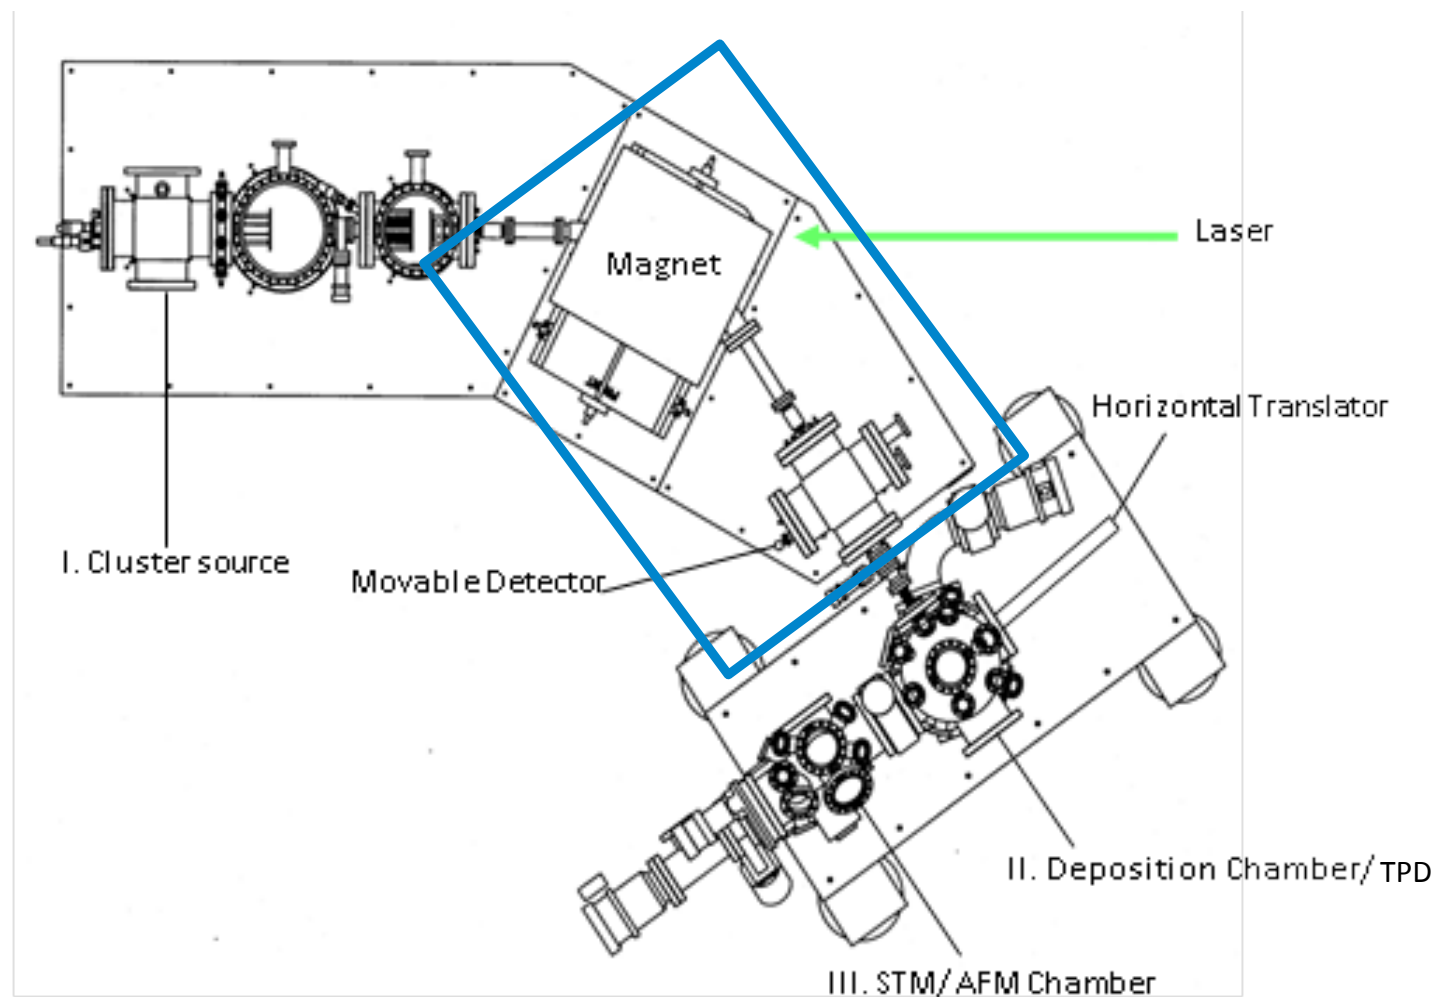 Laser
Magnet
Horizontal Translator
I. Cluster source
Movable Detector
II. Deposition Chamber/ TPD
III. STM/AFM Chamber